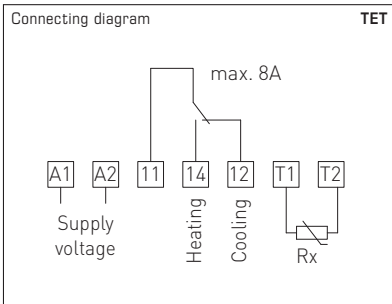 Connecting diagram TET
max. 8A
A1 A2 11 14 12 T1 T2
Supply
voltage
Heating
Cooling
Rx